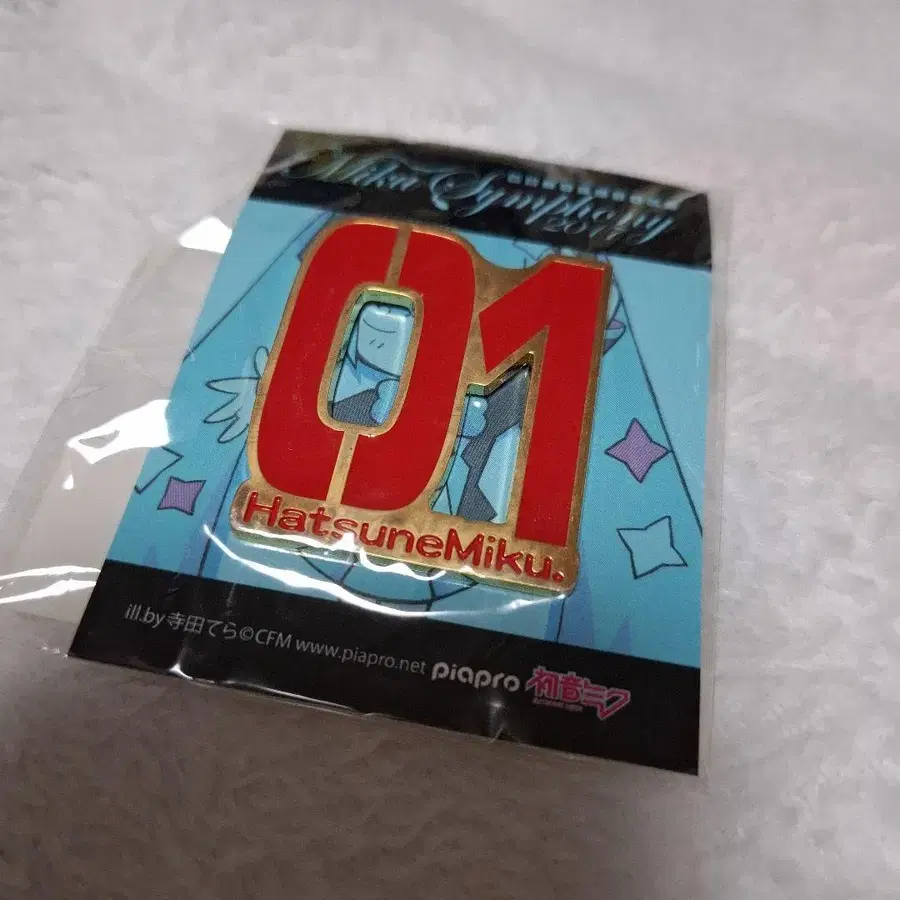 Miku Symphony
01
HatsuneMiku.
ill.by 寺田てら©CFM www.piapro.net piapro 初音ミク